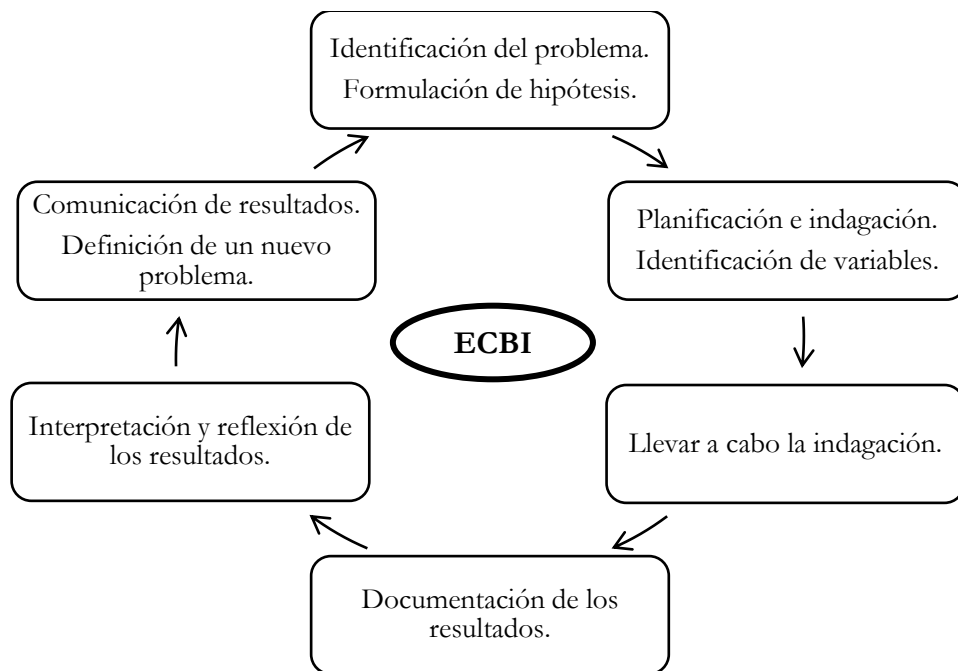 Identificación del problema.
Formulación de hipótesis.
Planificación e indagación.
Identificación de variables.
Llevar a cabo la indagación.
Documentación de los
resultados.
Interpretación y reflexión de
los resultados.
Comunicación de resultados.
Definición de un nuevo
problema.
ECBI